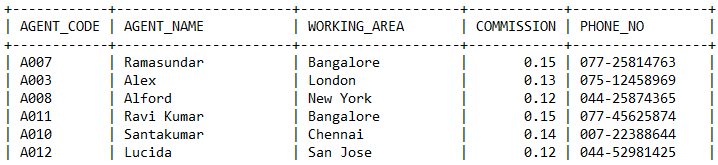 AGENT_CODE | AGENT_NAME | WORKING_AREA | COMMISSION | PHONE_NO
A007 | Ramasundar | Bangalore | 0.15 | 077-25814763
A003 | Alex | London | 0.13 | 075-12458969
A008 | Alford | New York | 0.12 | 044-25874365
A011 | Ravi Kumar | Bangalore | 0.15 | 077-45625874
A010 | Santakumar | Chennai | 0.14 | 007-22388644
A012 | Lucida | San Jose | 0.12 | 044-52981425